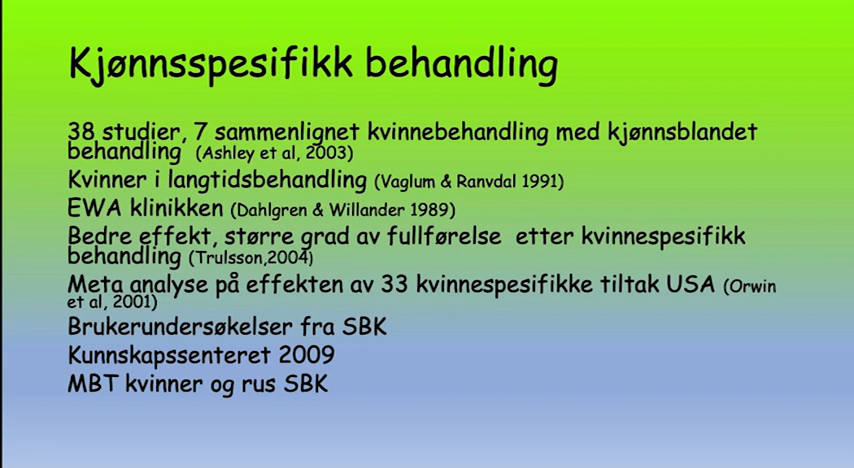 Kjønnsspesifikk behandling
38 studier, 7 sammenlignet kvinnebehandling med kjønnsblandet
behandling (Ashley et al, 2003)
Kvinner i langtidsbehandling (Vaglum & Ranvdal 1991)
EWA klinikken (Dahlgren & Willander 1989)
Bedre effekt, større grad av fullførelse etter kvinnespesifikk
behandling (Trulsson,2004)
Meta analyse på effekten av 33 kvinnespesifikke tiltak USA (Orwin
et al, 2001)
Brukerundersøkelser fra SBK
Kunnskapssenteret 2009
MBT kvinner og rus SBK